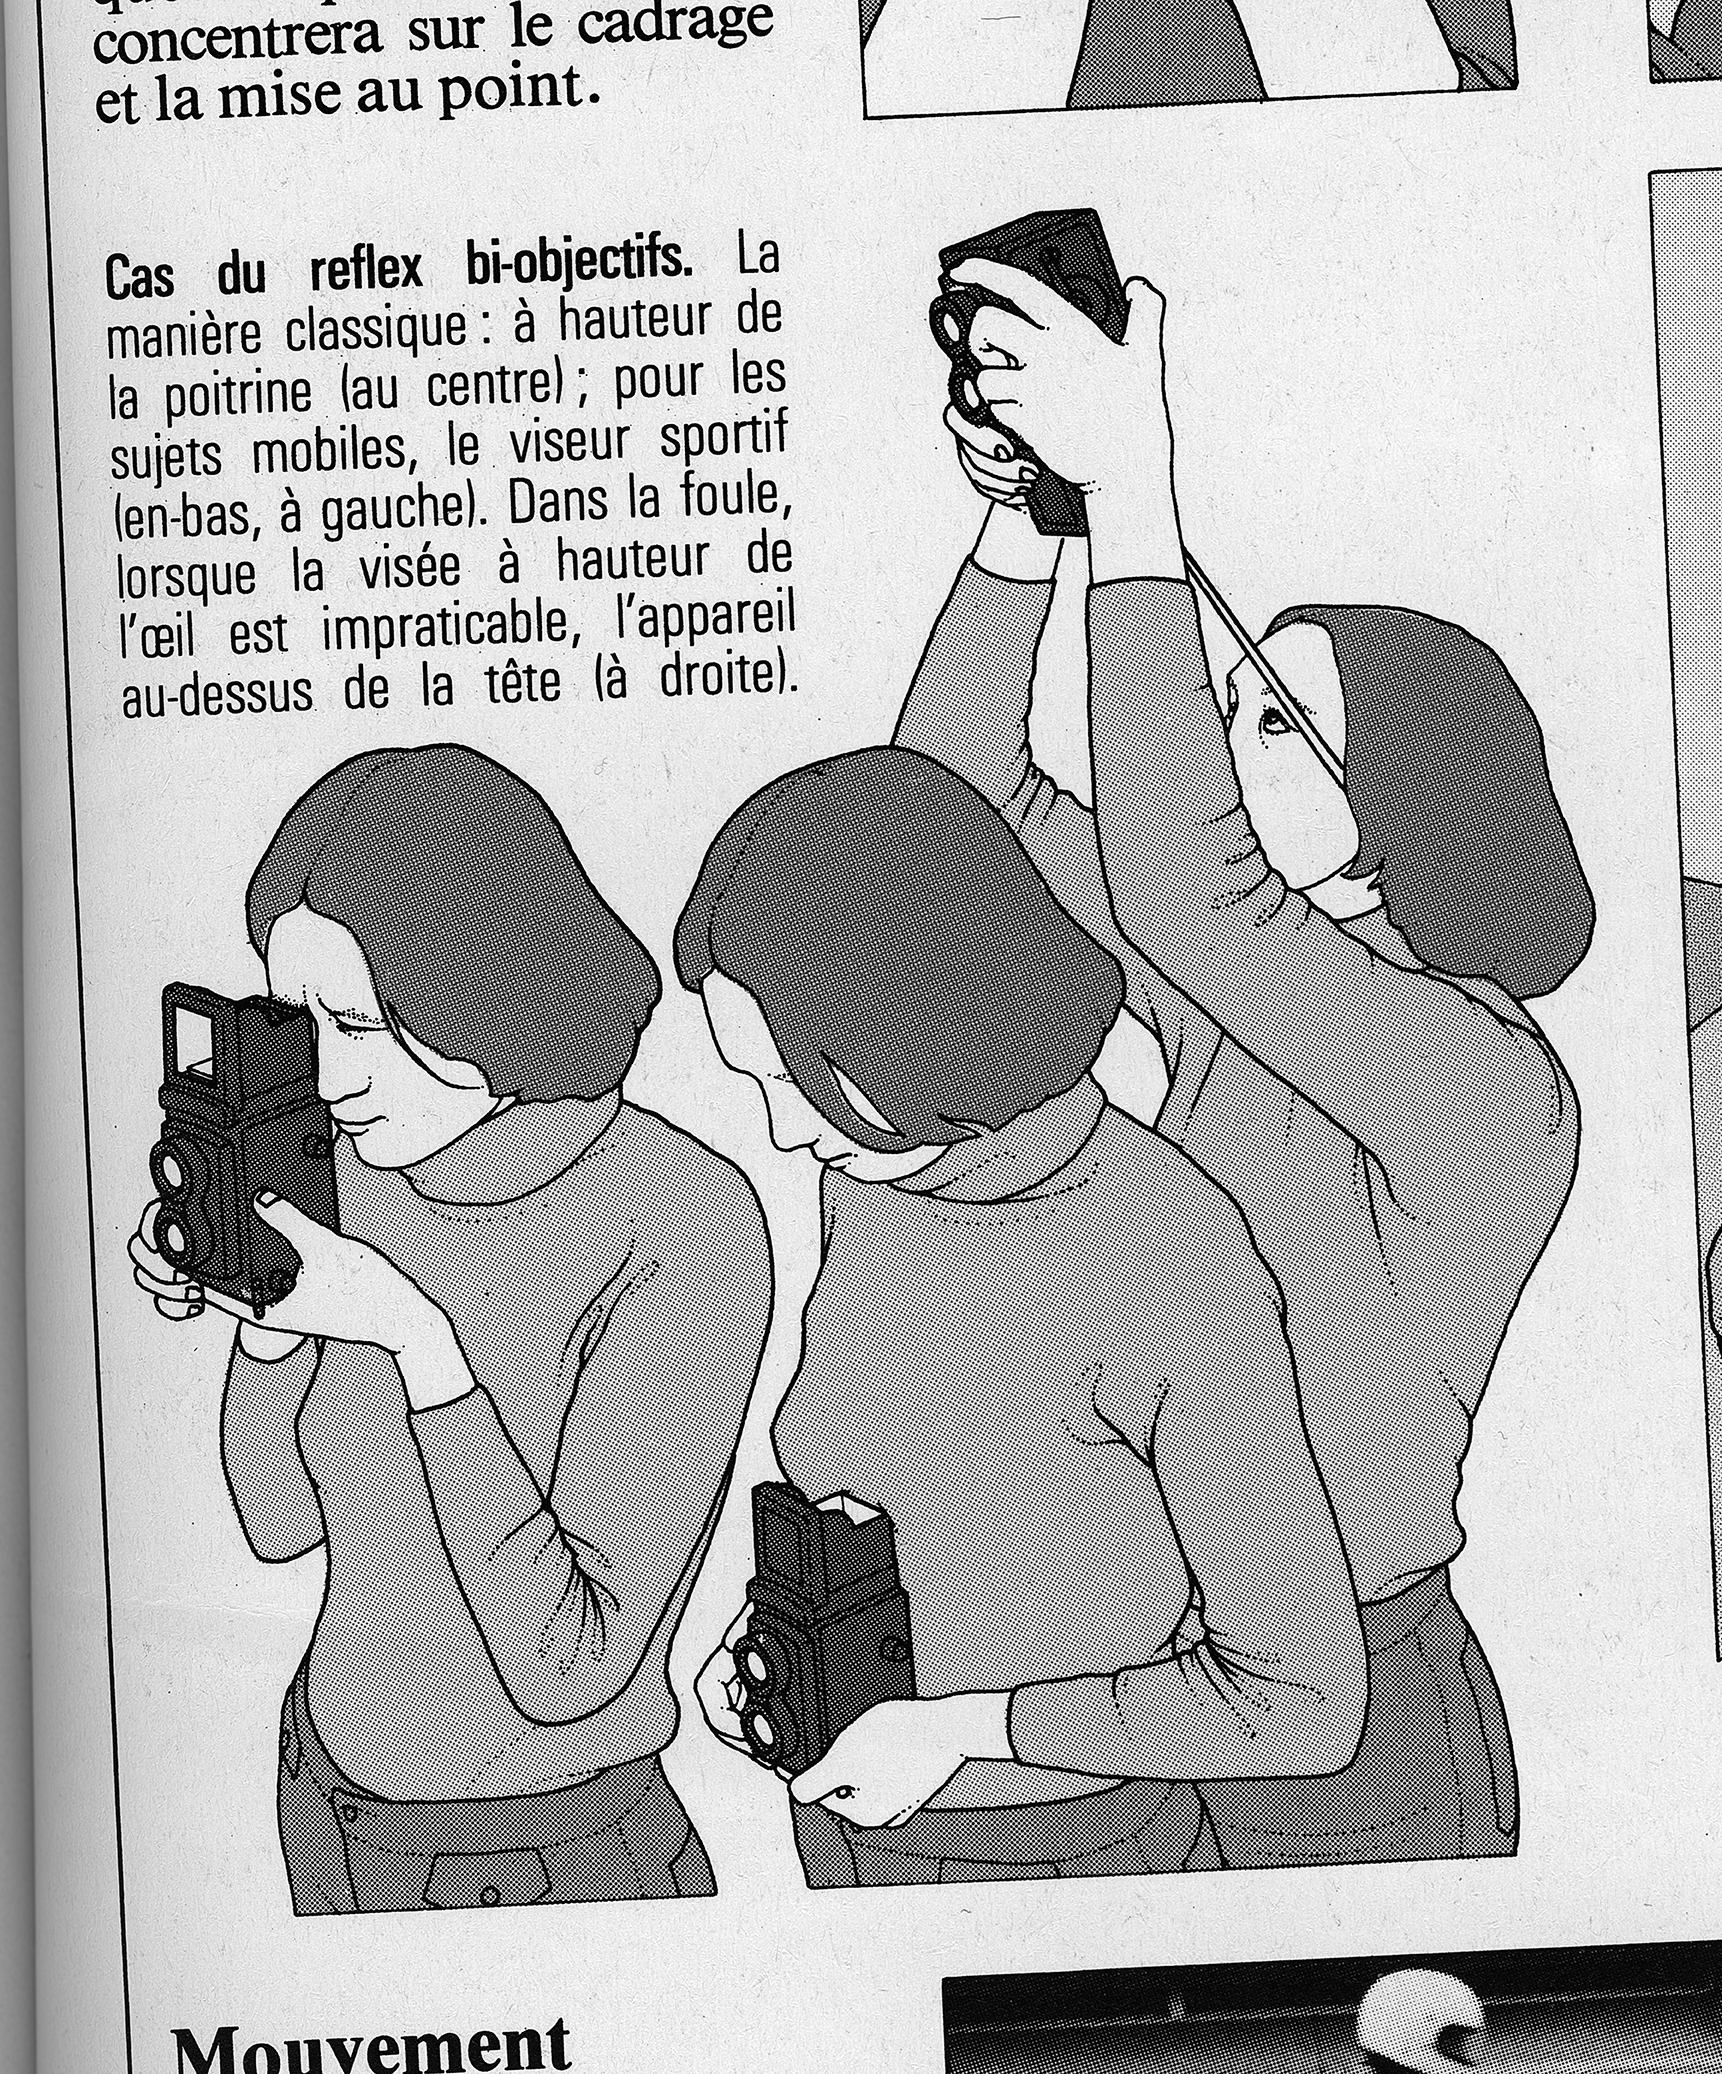 concentrera sur le cadrage
et la mise au point.
Cas du reflex bi-objectifs. La
manière classique : à hauteur de
la poitrine (au centre) ; pour les
sujets mobiles, le viseur sportif
(en-bas, à gauche). Dans la foule,
lorsque la visée à hauteur de
l'œil est impraticable, l'appareil
au-dessus de la tête (à droite).
Mouvement